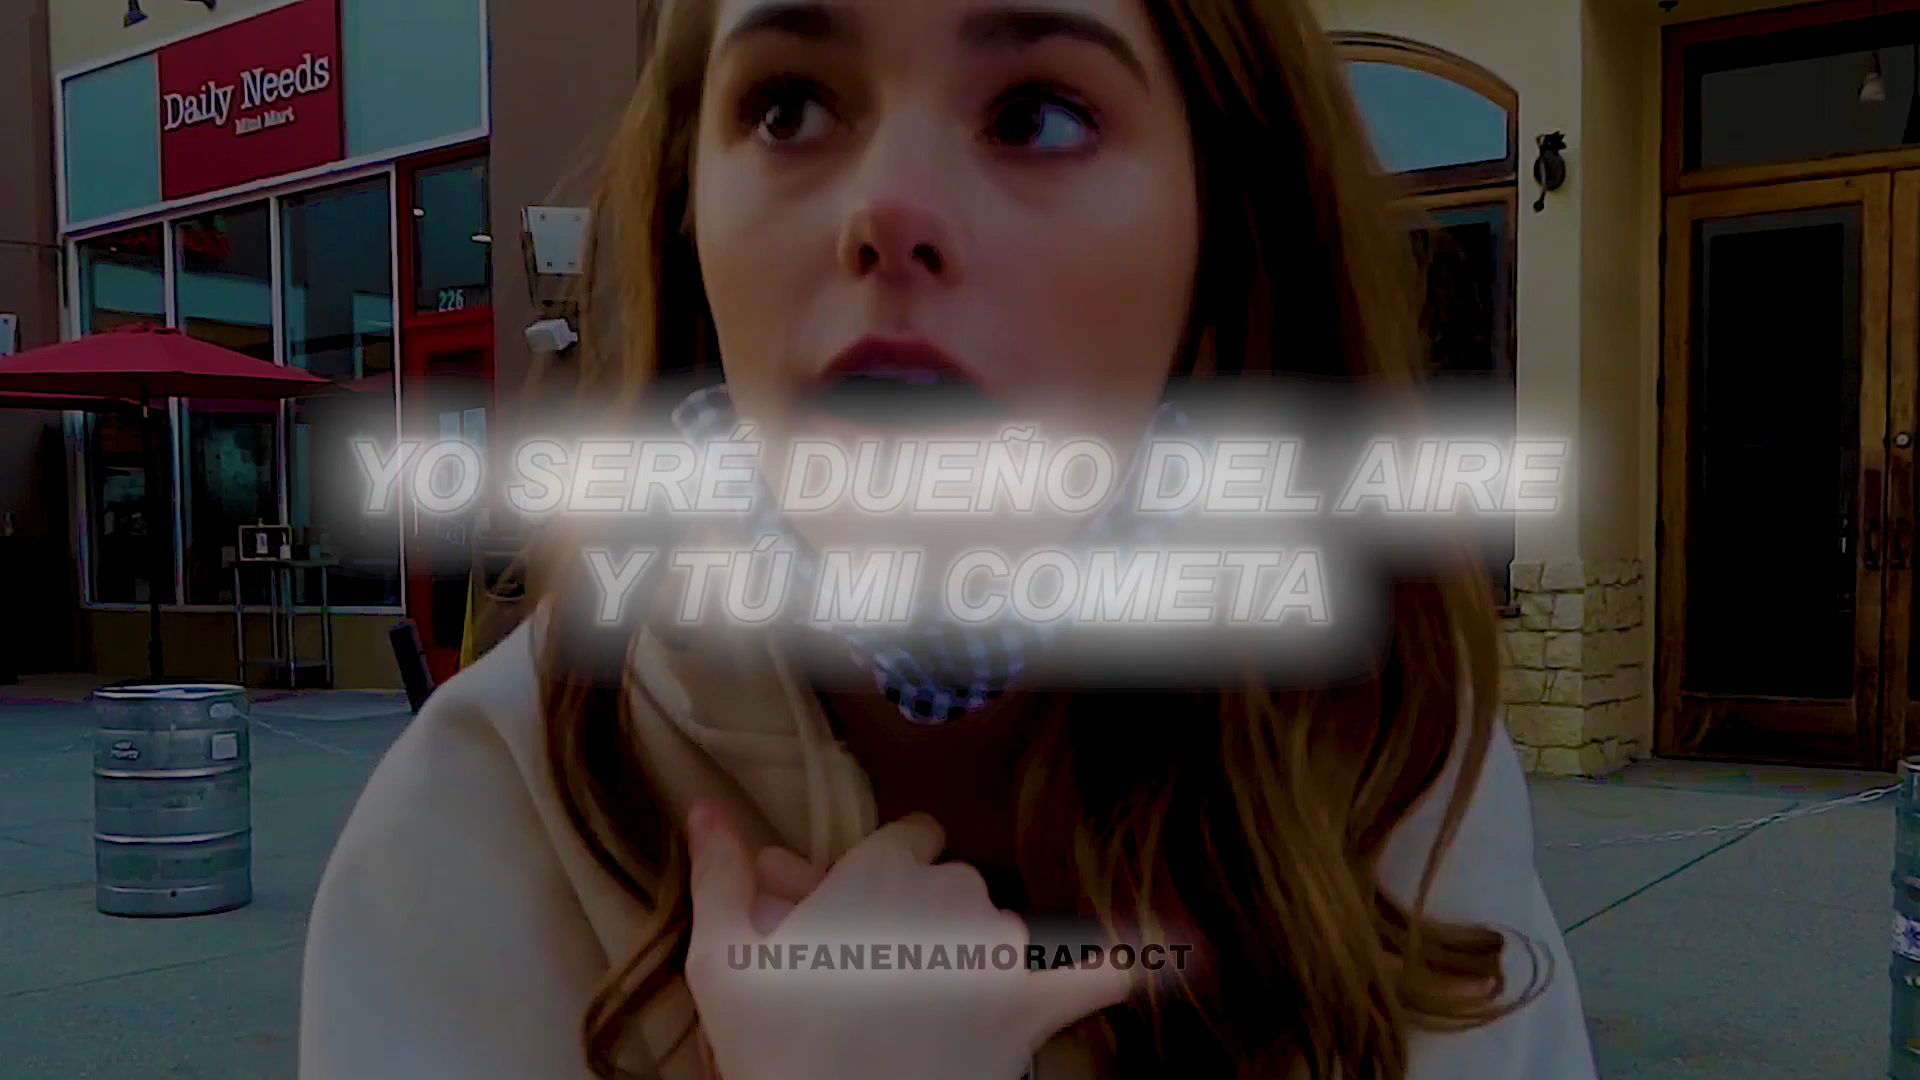 Daily Needs
Mini Mart
226
YO SERÉ DUEÑO DEL AIRE
Y TÚ MI COMETA
UNFANENAMORADOCT